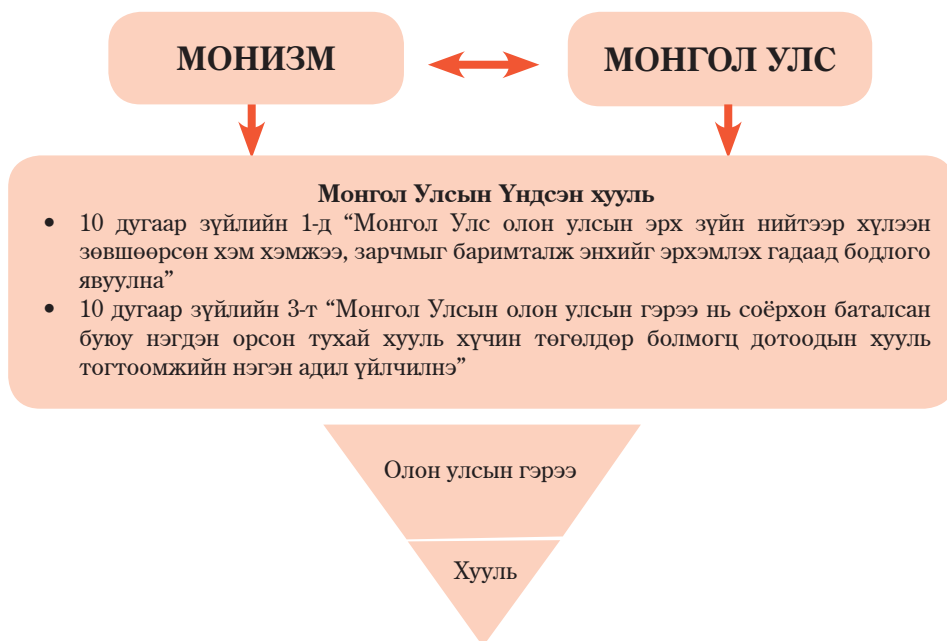 МОНИЗМ
МОНГОЛ УЛС
Монгол Улсын Үндсэн хууль
• 10 дугаар зүйлийн 1-д “Монгол Улс олон улсын эрх зүйн нийтээр хүлээн
зөвшөөрсөн хэм хэмжээ, зарчмыг баримталж энхийг эрхэмлэх гадаад бодлого
явуулна”
• 10 дугаар зүйлийн 3-т “Монгол Улсын олон улсын гэрээ нь соёрхон баталсан
буюу нэгдэн орсон тухай хууль хүчин төгөлдөр болмогц дотоодын хууль
тогтоомжийн нэгэн адил үйлчилнэ”
Олон улсын гэрээ
Хууль